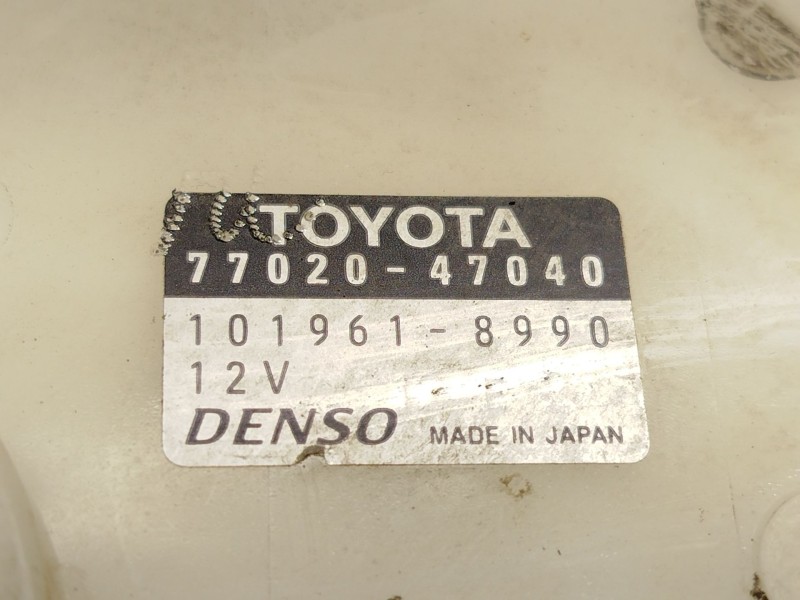 TOYOTA
77020-47040
101961-8990
12V
DENSO MADE IN JAPAN